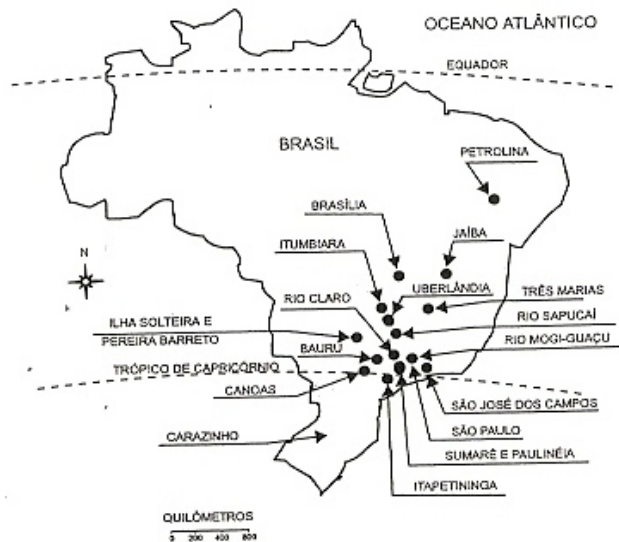 OCEANO ATLÂNTICO
EQUADOR
BRASIL
PETROLINA
BRASÍLIA
JAÍBA
ITUMBIARA
N
UBERLÂNDIA
TRÊS MARIAS
RIO CLARO
RIO SAPUCAÍ
ILHA SOLTEIRA E
PEREIRA BARRETO
RIO MOGI-GUAÇU
BAURU
TRÓPICO DE CAPRICÓRNIO
CANOAS
SÃO JOSÉ DOS CAMPOS
CARAZINHO
SÃO PAULO
SUMARÉ E PAULINÉIA
ITAPETININGA
QUILÔMETROS
0 200 400 800